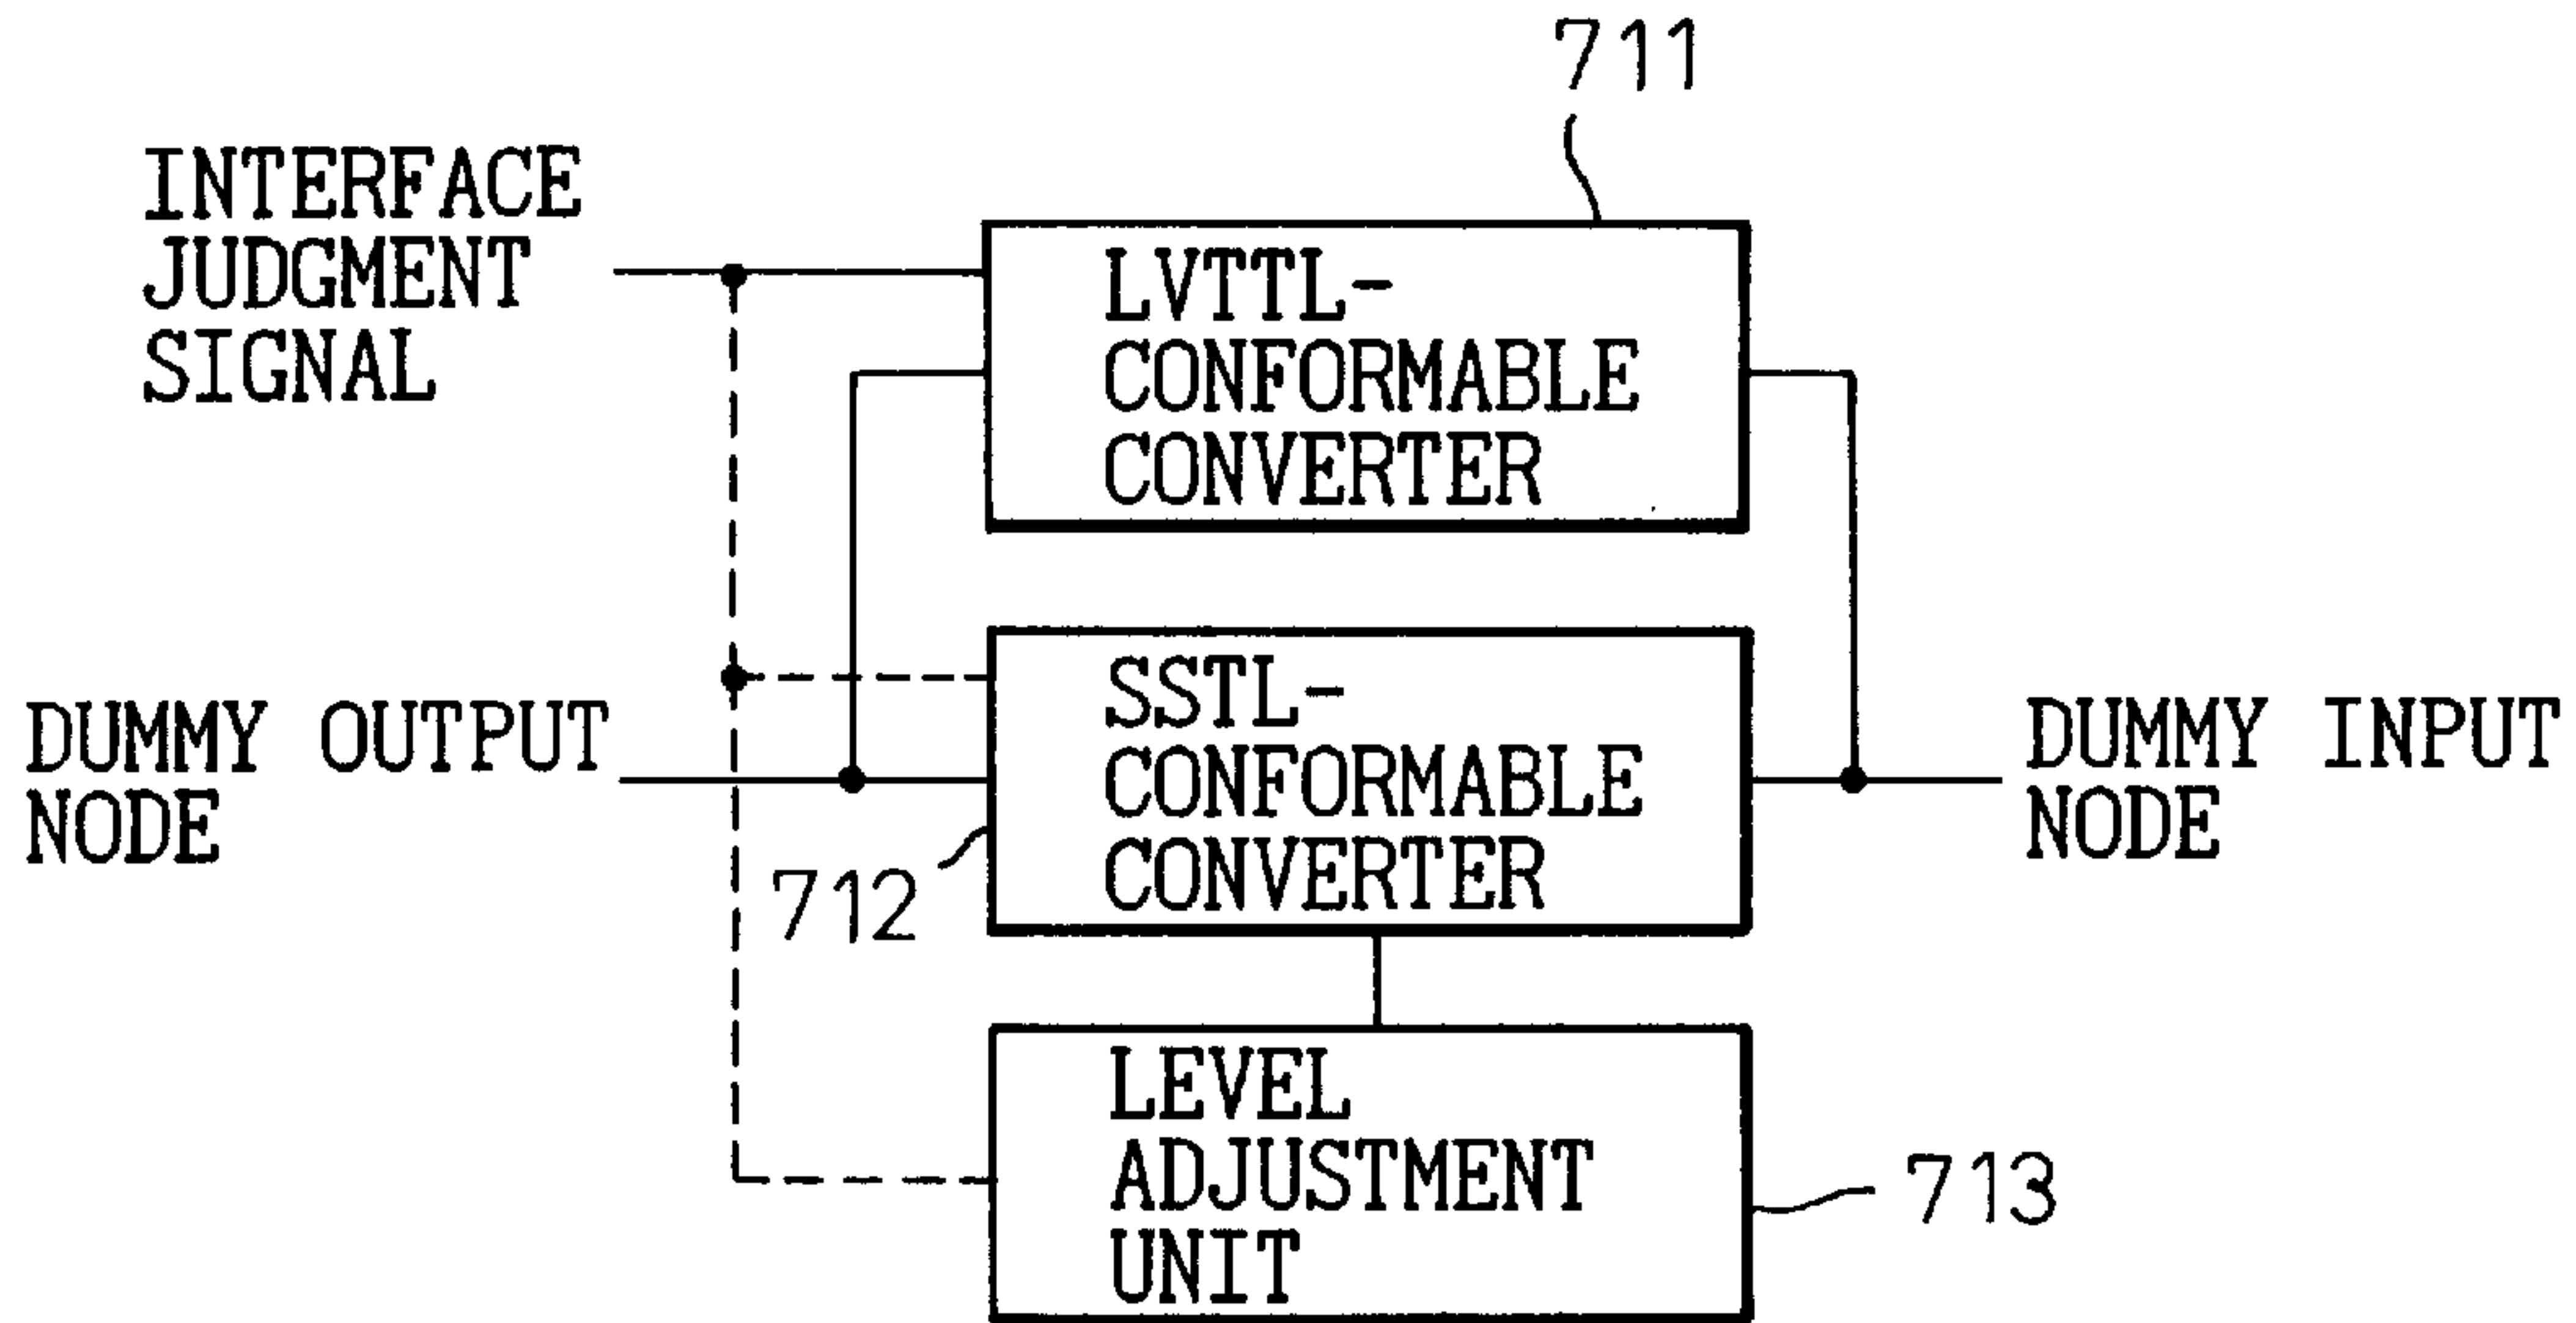 711
INTERFACE
JUDGMENT
SIGNAL
LVTTL-
CONFORMABLE
CONVERTER
DUMMY OUTPUT
NODE
712
SSTL-
CONFORMABLE
CONVERTER
DUMMY INPUT
NODE
LEVEL
ADJUSTMENT
UNIT
713